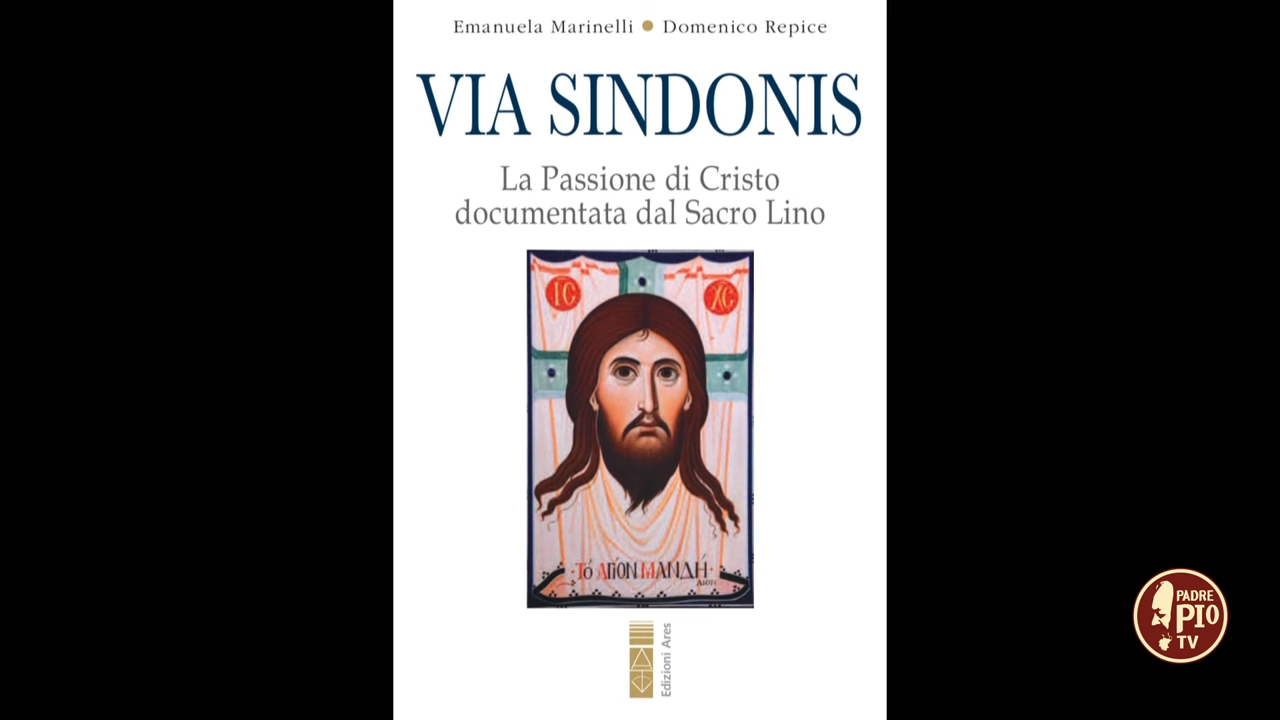 Emanuela Marinelli Domenico Repice
VIA SINDONIS
La Passione di Cristo
documentata dal Sacro Lino
IC
XC
ΤΟ ΑΓΙΟΝ ΜΑΝΔΗ
ΛΙΟΝ
Edizioni Ares
PADRE
PIO
TV